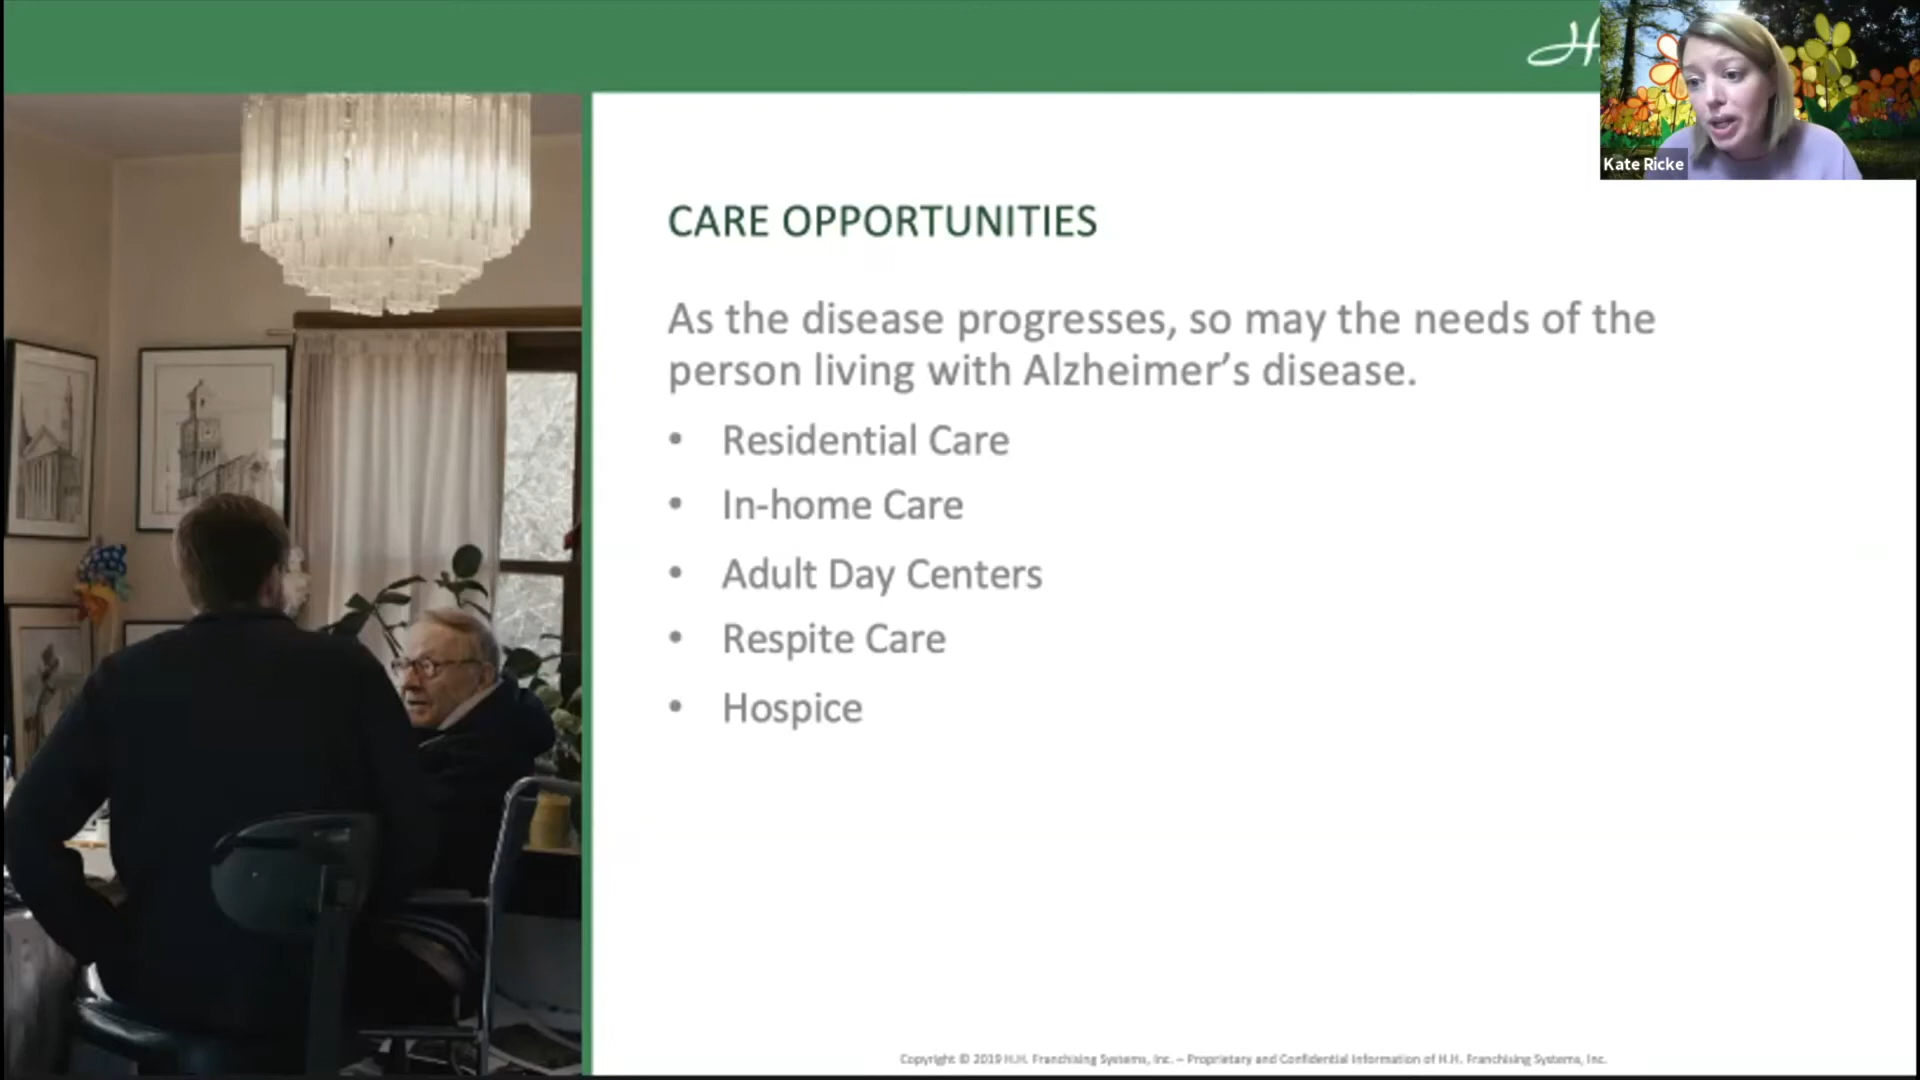 Kate Ricke
CARE OPPORTUNITIES
As the disease progresses, so may the needs of the
person living with Alzheimer’s disease.
• Residential Care
• In-home Care
• Adult Day Centers
• Respite Care
• Hospice
Copyright © 2019 H.H. Franchising Systems, Inc. – Proprietary and Confidential Information of H.H. Franchising Systems, Inc.